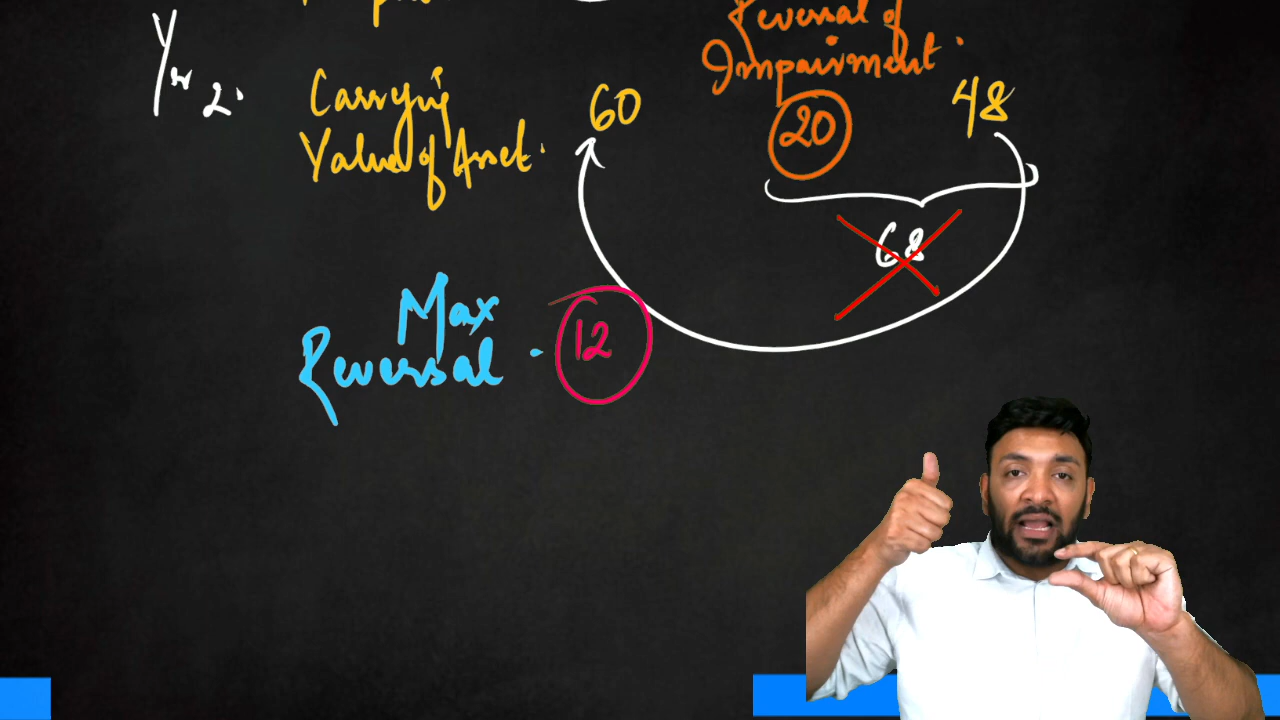 Reversal of
Impairment.
Yr 2.
Carrying
Value of Asset.
60
20
48
68
Max
Reversal - 12